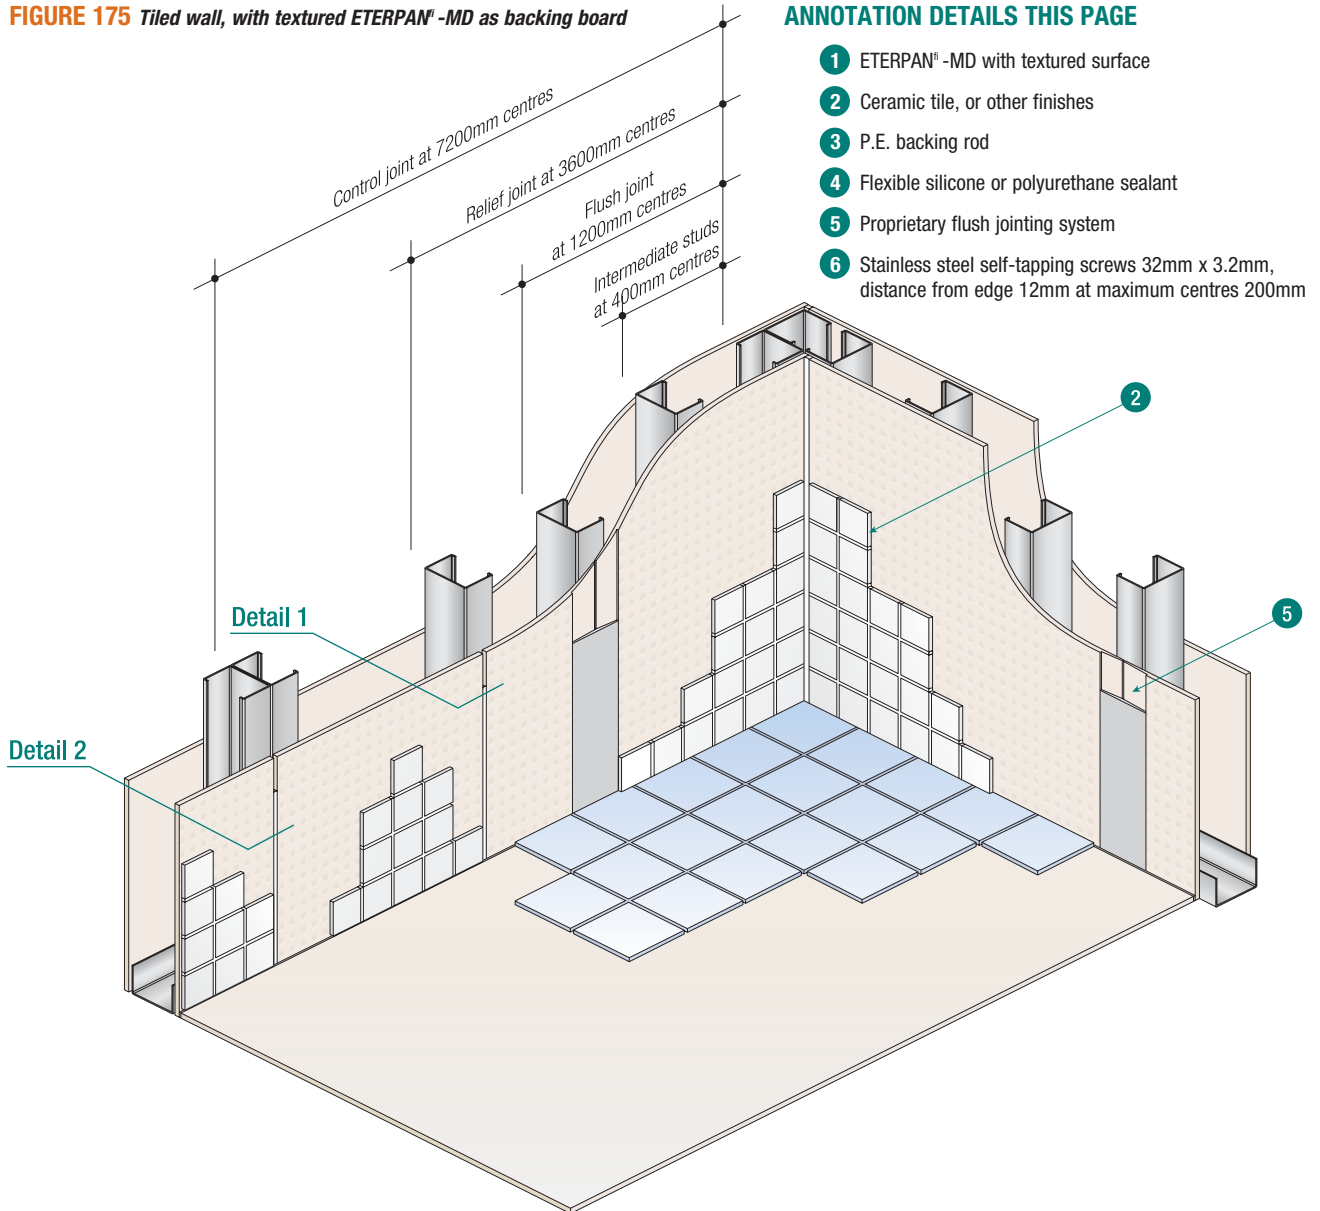 FIGURE 175 Tiled wall, with textured ETERPANﬁ -MD as backing board
ANNOTATION DETAILS THIS PAGE
1 ETERPANﬁ -MD with textured surface
2 Ceramic tile, or other finishes
3 P.E. backing rod
4 Flexible silicone or polyurethane sealant
5 Proprietary flush jointing system
6 Stainless steel self-tapping screws 32mm x 3.2mm,
distance from edge 12mm at maximum centres 200mm
Control joint at 7200mm centres
Relief joint at 3600mm centres
Flush joint
at 1200mm centres
Intermediate studs
at 400mm centres
2
Detail 1
5
Detail 2